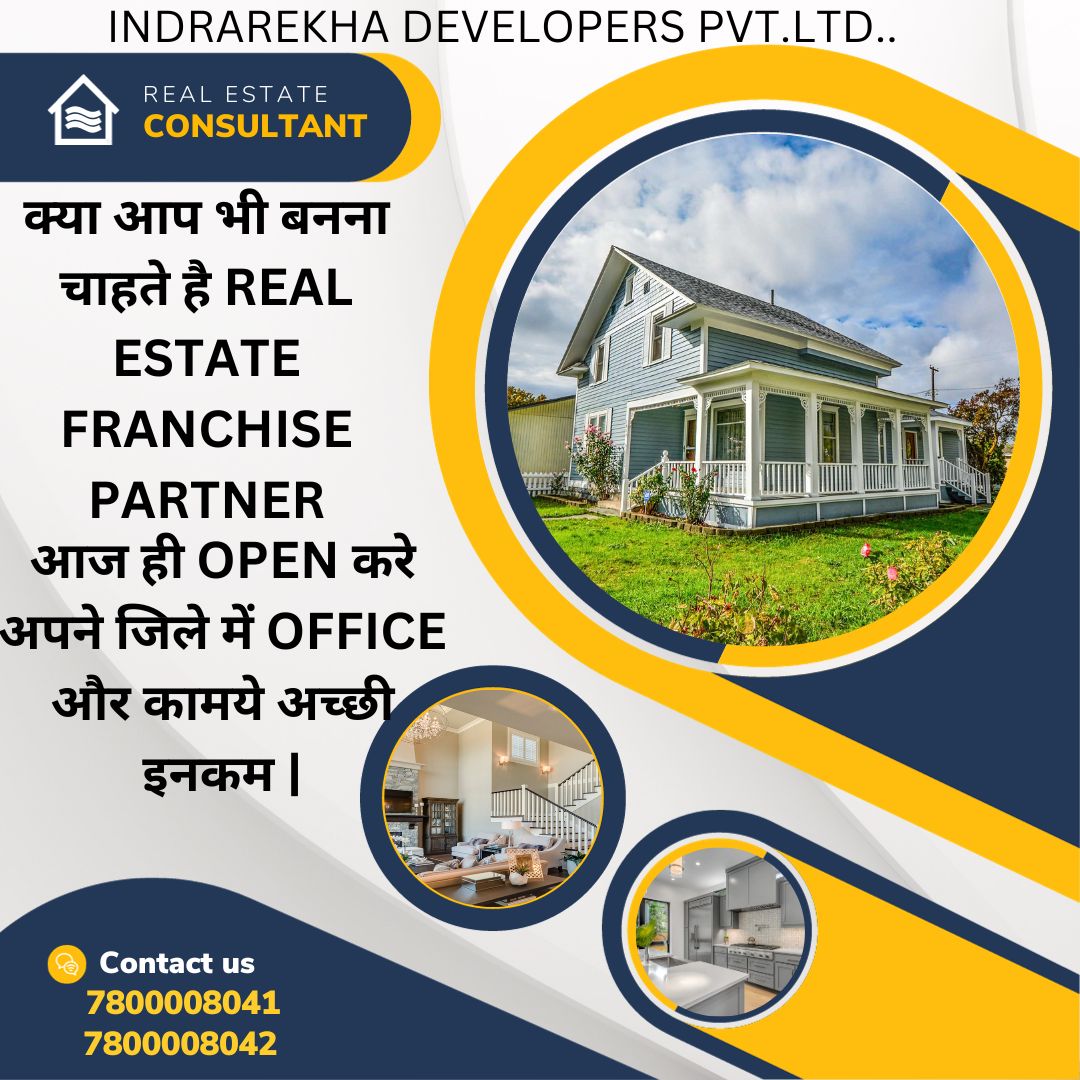 INDRAREKHA DEVELOPERS PVT.LTD..
REAL ESTATE
CONSULTANT
क्या आप भी बनना
चाहते है REAL
ESTATE
FRANCHISE
PARTNER
आज ही OPEN करे
अपने जिले में OFFICE
और कामये अच्छी
इनकम |
Contact us
7800008041
7800008042